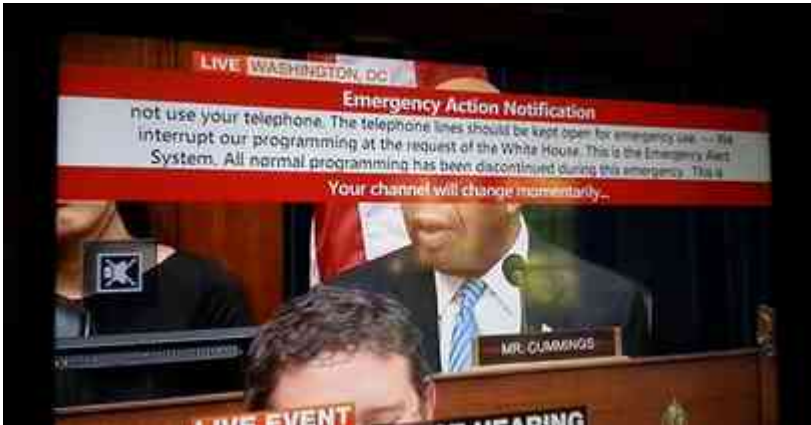 LIVE WASHINGTON, DC
Emergency Action Notification
not use your telephone. The telephone lines should be kept open for emergency use. --- We
interrupt our programming at the request of the White House. This is the Emergency Alert
System. All normal programming has been discontinued during this emergency. This is
Your channel will change momentarily...
MR. CUMMINGS
LIVE EVENT
HEARING